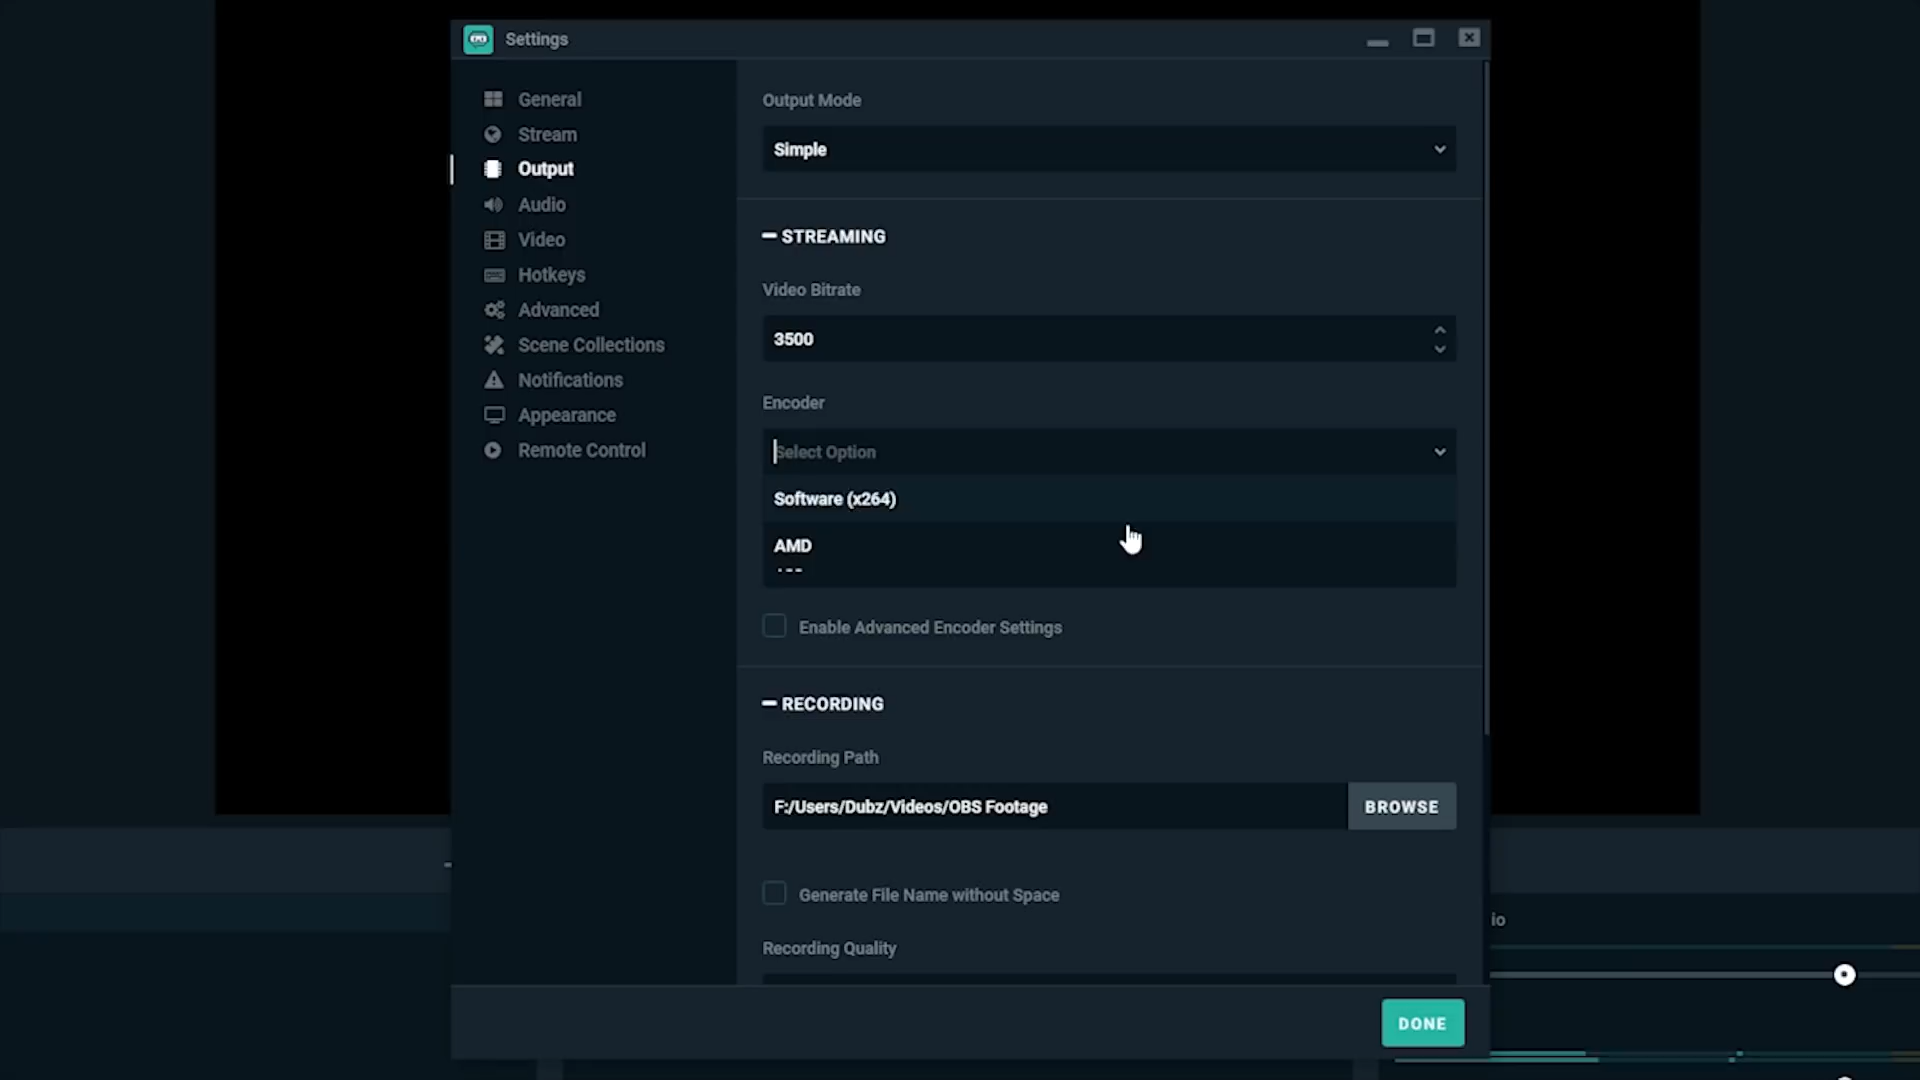 Settings
General
Stream
Output
Audio
Video
Hotkeys
Advanced
Scene Collections
Notifications
Appearance
Remote Control
Output Mode
Simple
STREAMING
Video Bitrate
3500
Encoder
Select Option
Software (x264)
AMD
Enable Advanced Encoder Settings
RECORDING
Recording Path
F:/Users/Dubz/Videos/OBS Footage
BROWSE
Generate File Name without Space
Recording Quality
DONE
io